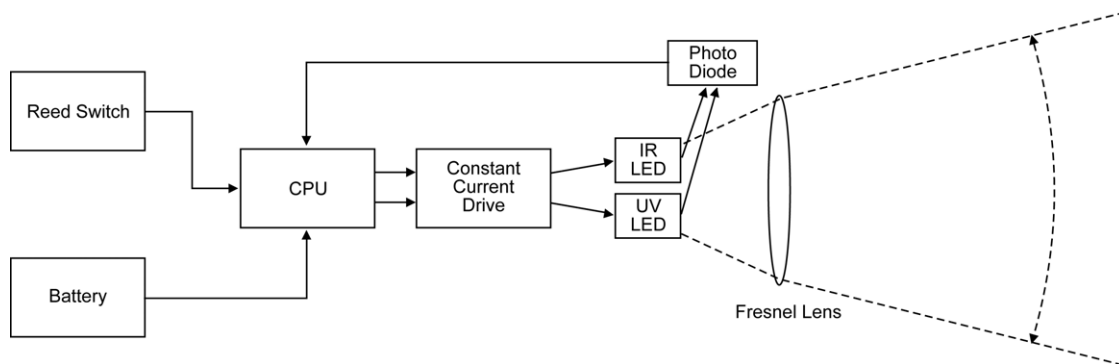 Photo
Diode
Reed Switch
CPU
Constant
Current
Drive
IR
LED
UV
LED
Battery
Fresnel Lens